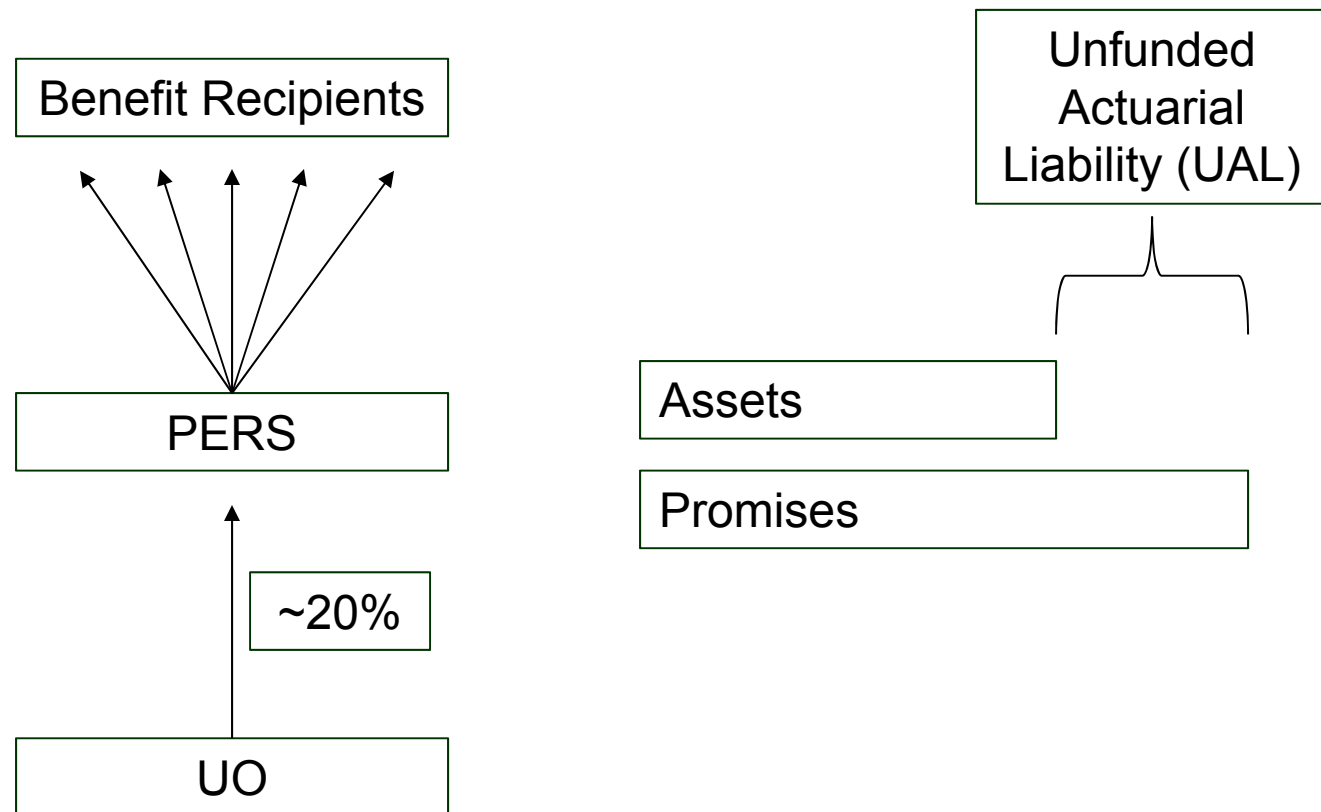 Benefit Recipients
PERS
~20%
UO
Unfunded
Actuarial
Liability (UAL)
Assets
Promises